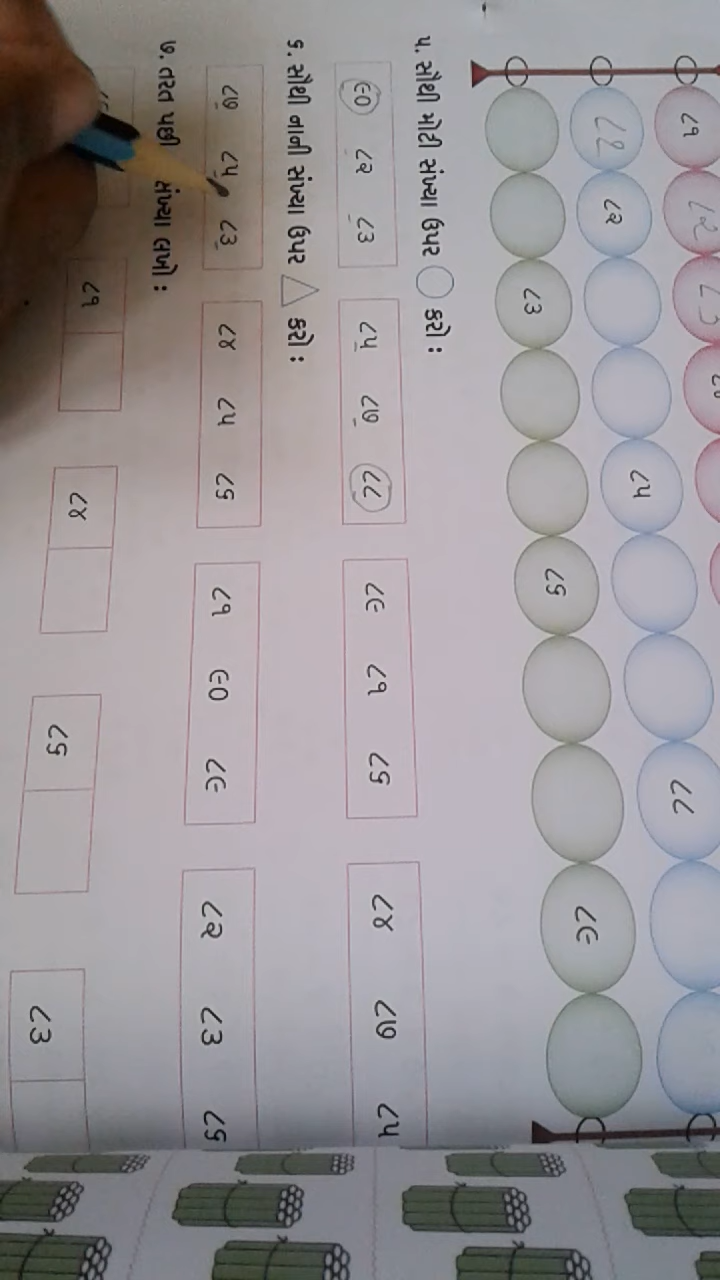 ૮૧ ૮૨ ૮૩
૮૨ ૮૫ ૮૮
૮૩ ૮૬ ૮૯
૫. સૌથી મોટી સંખ્યા ઉપર ○ કરો :
૯૦ ૮૨ ૮૩ ૮૫ ૮૭ ૮૮ ૮૯ ૮૧ ૮૬ ૮૪ ૮૭ ૮૫
૬. સૌથી નાની સંખ્યા ઉપર △ કરો :
૮૭ ૮૫ ૮૩ ૮૪ ૮૫ ૮૬ ૮૧ ૯૦ ૮૯ ૮૨ ૮૩ ૮૬
૭. તરત પછી સંખ્યા લખો :
૮૧ ૮૪ ૮૬ ૮૩